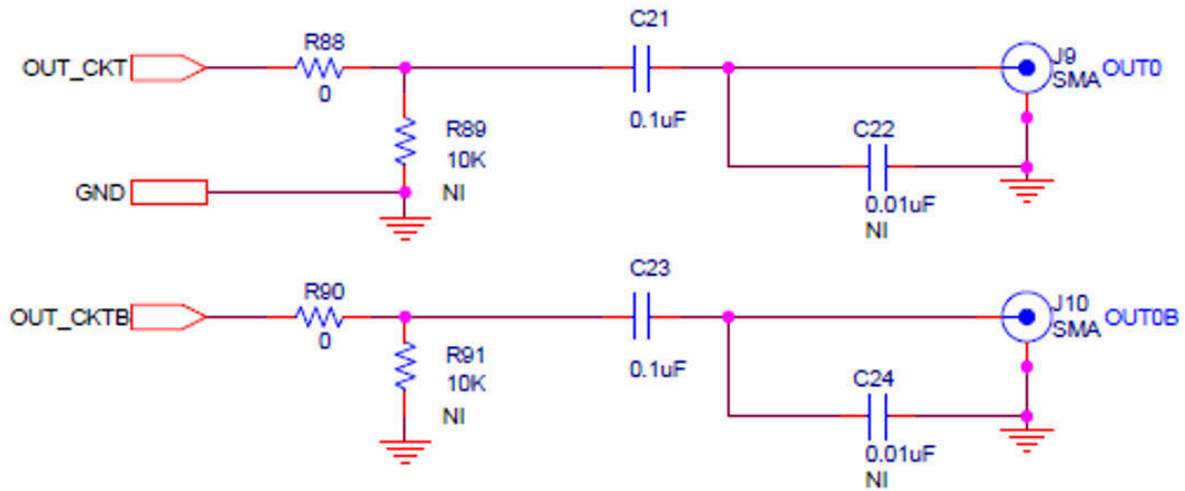 C21
R88
OUT_CKT
0
J9
SMA
OUT0
0.1uF
R89
10K
NI
C22
GND
0.01uF
NI
C23
R90
OUT_CKTB
0
J10
SMA
OUT0B
0.1uF
R91
10K
NI
C24
0.01uF
NI